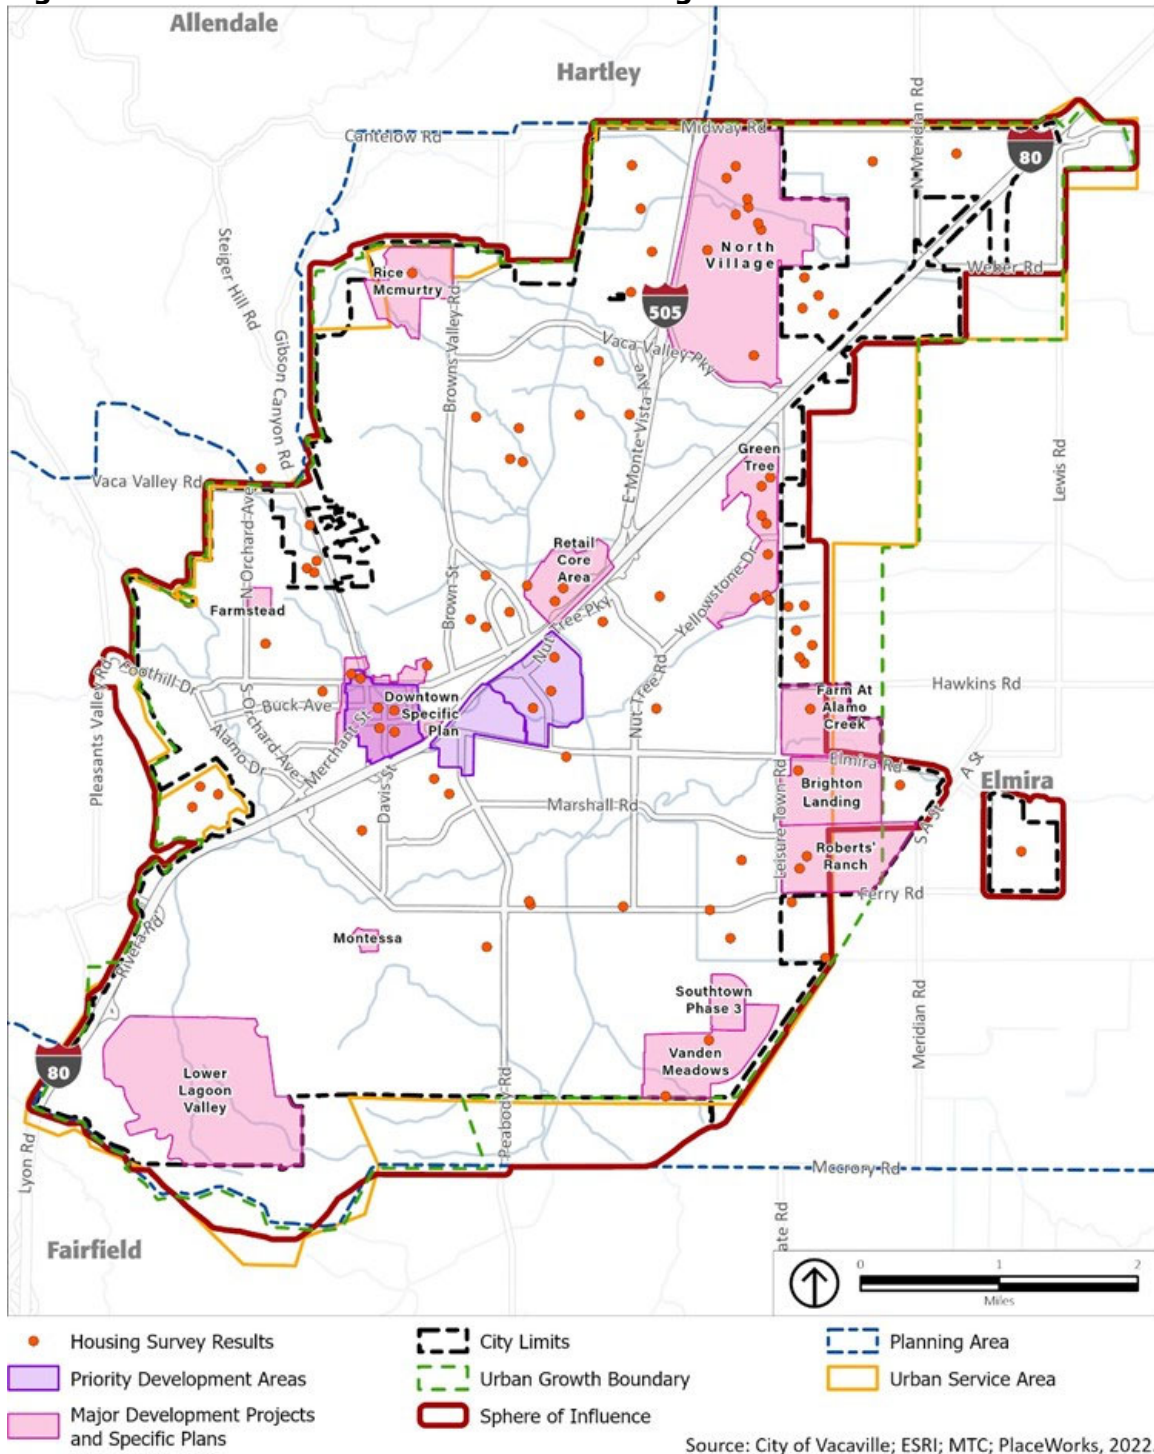 Allendale
Hartley
Cantelow Rd
Midway Rd
N Meridian Rd
80
Steiger Hill Rd
Rice
Mcmurtry
North
Village
Weber Rd
505
Gibson Canyon Rd
Browns Valley Rd
Vaca Valley Pky
E Monte Vista Ave
Green
Tree
Lewis Rd
Vaca Valley Rd
N Orchard Ave
Retail
Core
Area
Yellowstone Dr
Farmstead
Brown St
Nut Tree Pky
Foothill Dr
Pleasants Valley Rd
S Orchard Ave
Buck Ave
Downtown
Specific
Plan
Nut Tree Rd
Farm At
Alamo
Creek
Hawkins Rd
Alamo Dr
Merchant St
Davis St
Elmira Rd
A St
Elmira
Marshall Rd
Leisure Town Rd
Brighton
Landing
S A St
Roberts'
Ranch
Ferry Rd
Rivera Rd
Montessa
Southtown
Phase 3
Meridian Rd
Vanden
Meadows
80
Lower
Lagoon
Valley
Peabody Rd
Lyon Rd
Mccrory Rd
ate Rd
Fairfield
0 1 2
Miles
Housing Survey Results
City Limits
Planning Area
Priority Development Areas
Urban Growth Boundary
Urban Service Area
Major Development Projects
and Specific Plans
Sphere of Influence
Source: City of Vacaville; ESRI; MTC; PlaceWorks, 2022.